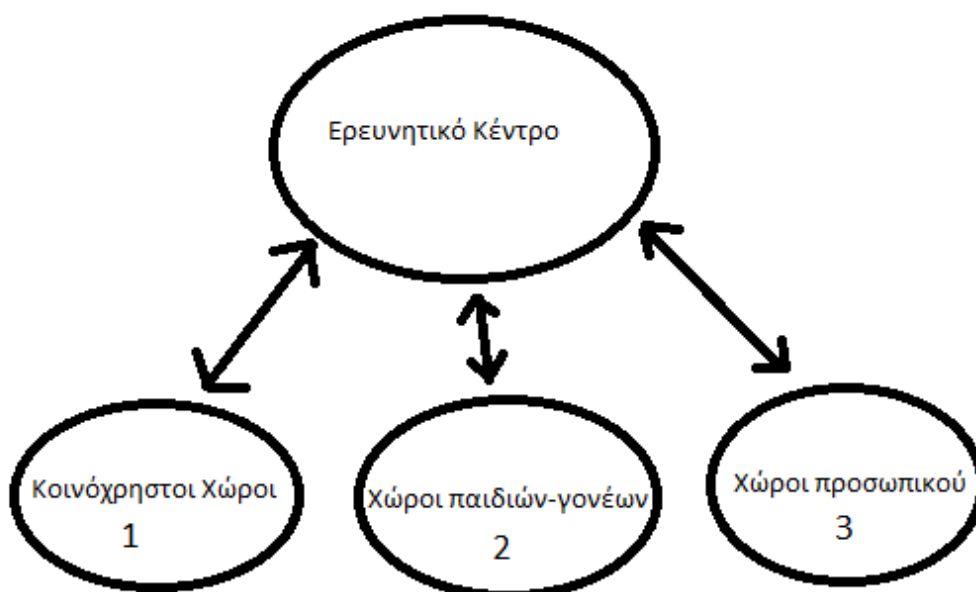 Ερευνητικό Κέντρο
Κοινόχρηστοι Χώροι
1
Χώροι παιδιών-γονέων
2
Χώροι προσωπικού
3